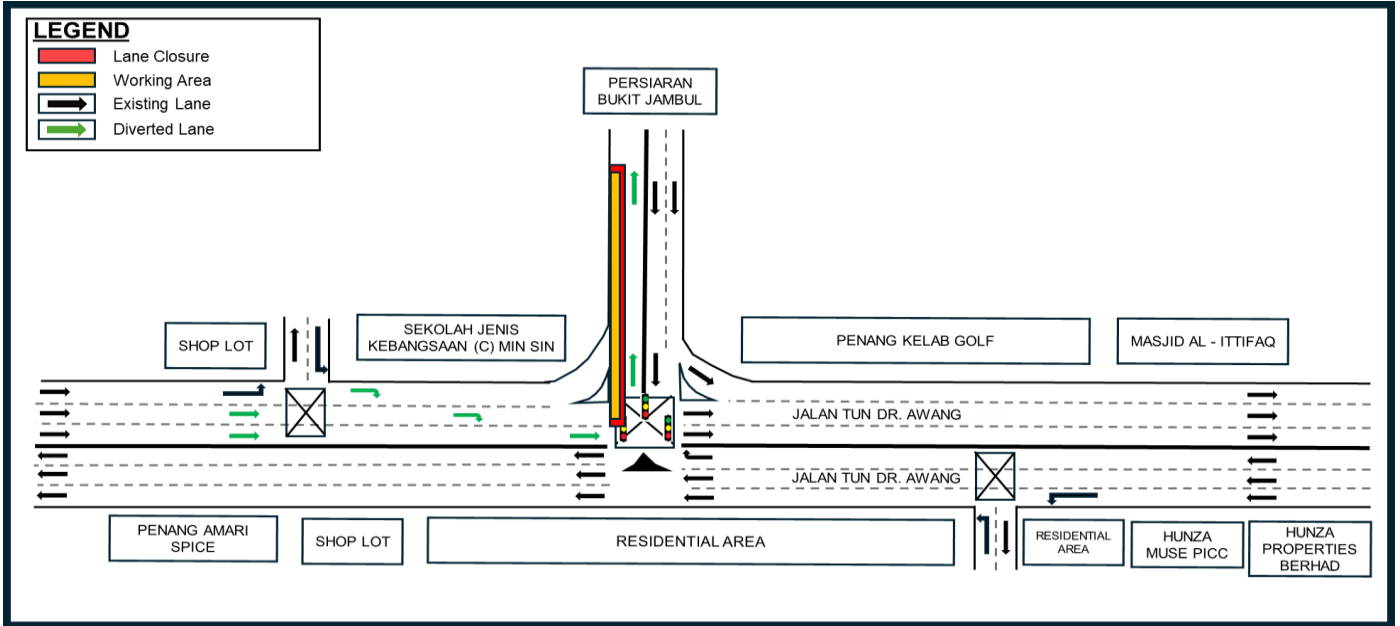 LEGEND
Lane Closure
Working Area
Existing Lane
Diverted Lane
PERSIARAN
BUKIT JAMBUL
SHOP LOT
SEKOLAH JENIS
KEBANGSAAN (C) MIN SIN
PENANG KELAB GOLF
MASJID AL - ITTIFAQ
JALAN TUN DR. AWANG
JALAN TUN DR. AWANG
PENANG AMARI
SPICE
SHOP LOT
RESIDENTIAL AREA
RESIDENTIAL
AREA
HUNZA
MUSE PICC
HUNZA
PROPERTIES
BERHAD